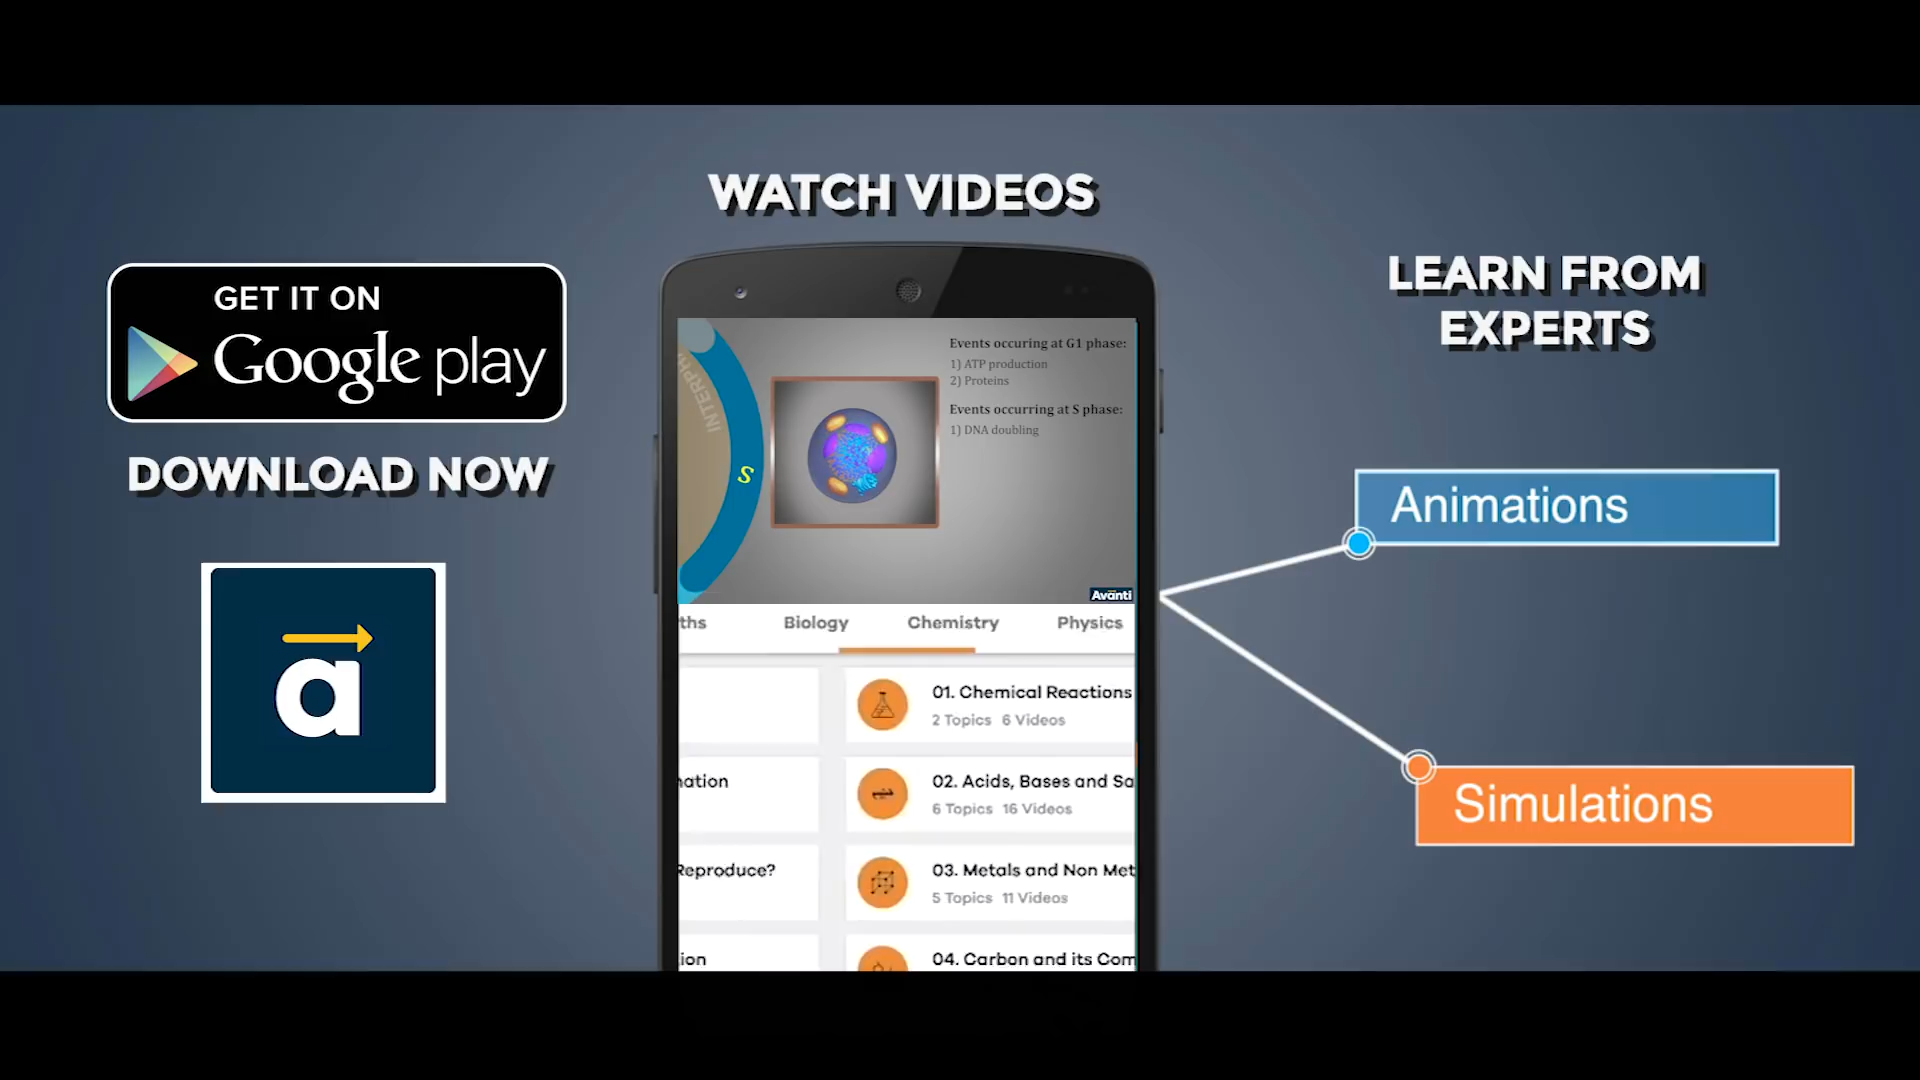 WATCH VIDEOS
GET IT ON
Google play
DOWNLOAD NOW
a
INTERPH
S
Events occuring at G1 phase:
1) ATP production
2) Proteins
Events occurring at S phase:
1) DNA doubling
Avanti
ths
Biology
Chemistry
Physics
01. Chemical Reactions
2 Topics 6 Videos
nation
02. Acids, Bases and Sa
6 Topics 16 Videos
Reproduce?
03. Metals and Non Met
5 Topics 11 Videos
ion
04. Carbon and its Com
LEARN FROM
EXPERTS
Animations
Simulations